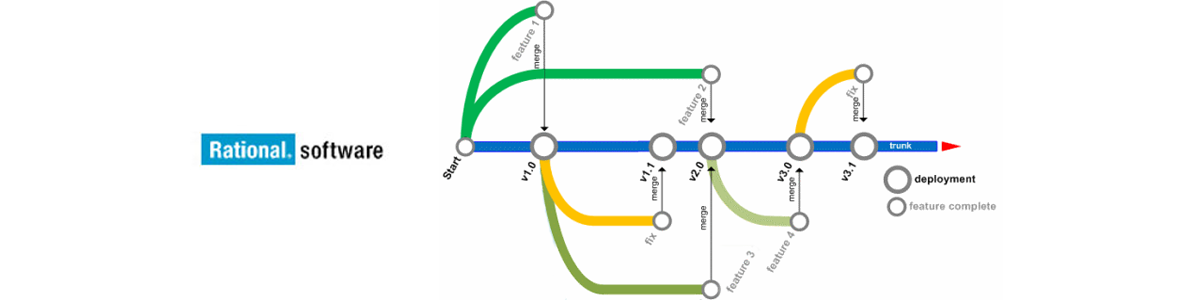 Rational. software
feature 1
merge
feature 2
merge
fix
merge
Start
v1.0
v1.1
v2.0
v3.0
v3.1
trunk
deployment
feature complete
merge
fix
merge
feature 3
merge
feature 4